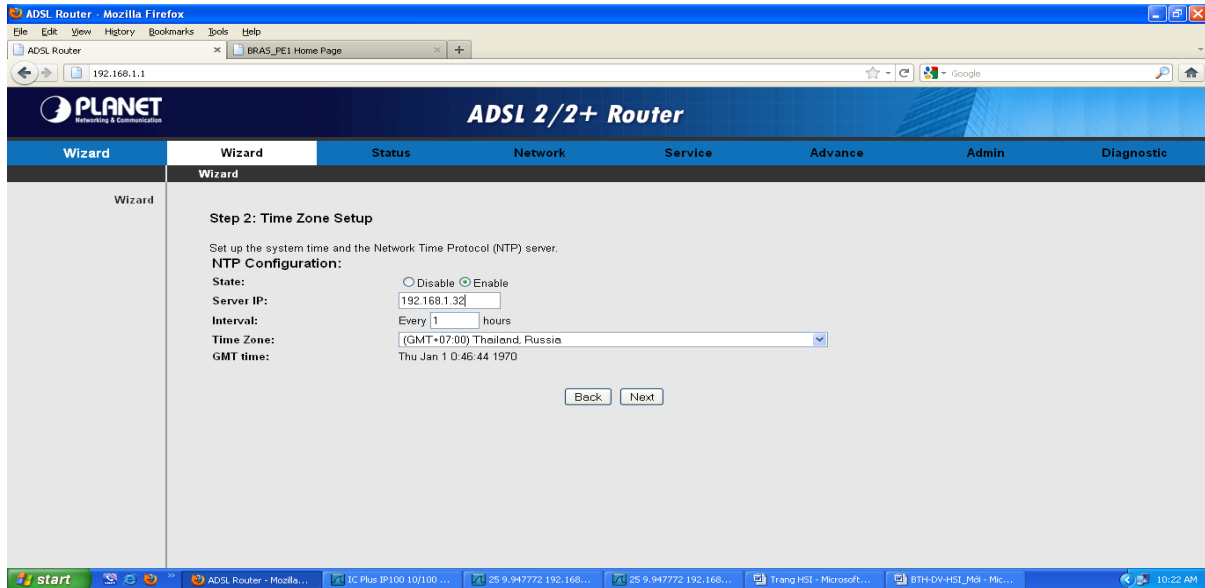 ADSL Router - Mozilla Firefox
File Edit View History Bookmarks Tools Help
ADSL Router × BRAS_PE1 Home Page × +
192.168.1.1 Google
PLANET
Networking & Communication
ADSL 2/2+ Router
Wizard Wizard Status Network Service Advance Admin Diagnostic
Wizard
Wizard
Step 2: Time Zone Setup
Set up the system time and the Network Time Protocol (NTP) server.
NTP Configuration:
State: Disable Enable
Server IP: 192.168.1.32
Interval: Every 1 hours
Time Zone: (GMT+07:00) Thailand, Russia
GMT time: Thu Jan 1 0:46:44 1970
Back Next
start ADSL Router - Mozilla... IC Plus IP100 10/100 ... 25 9.947772 192.168... 25 9.947772 192.168... Trang HSI - Microsoft... BTH-DV-HSI_Mới - Mic... 10:22 AM